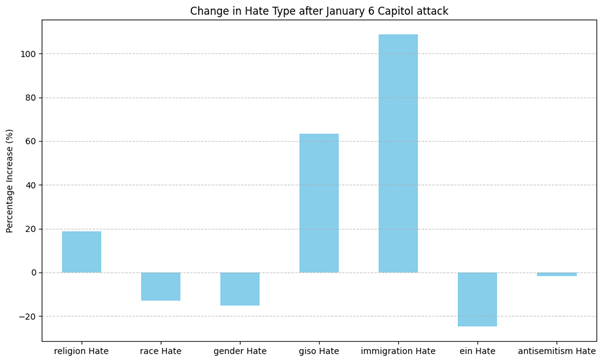 Change in Hate Type after January 6 Capitol attack
Percentage Increase (%)
100
80
60
40
20
0
−20
religion Hate
race Hate
gender Hate
giso Hate
immigration Hate
ein Hate
antisemitism Hate